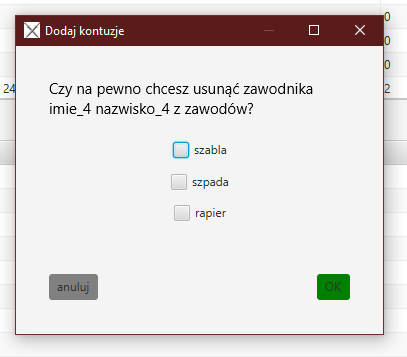 Dodaj kontuzje
0
0
0
24
2
Czy na pewno chcesz usunąć zawodnika
imie_4 nazwisko_4 z zawodów?
szabla
szpada
rapier
anuluj
OK